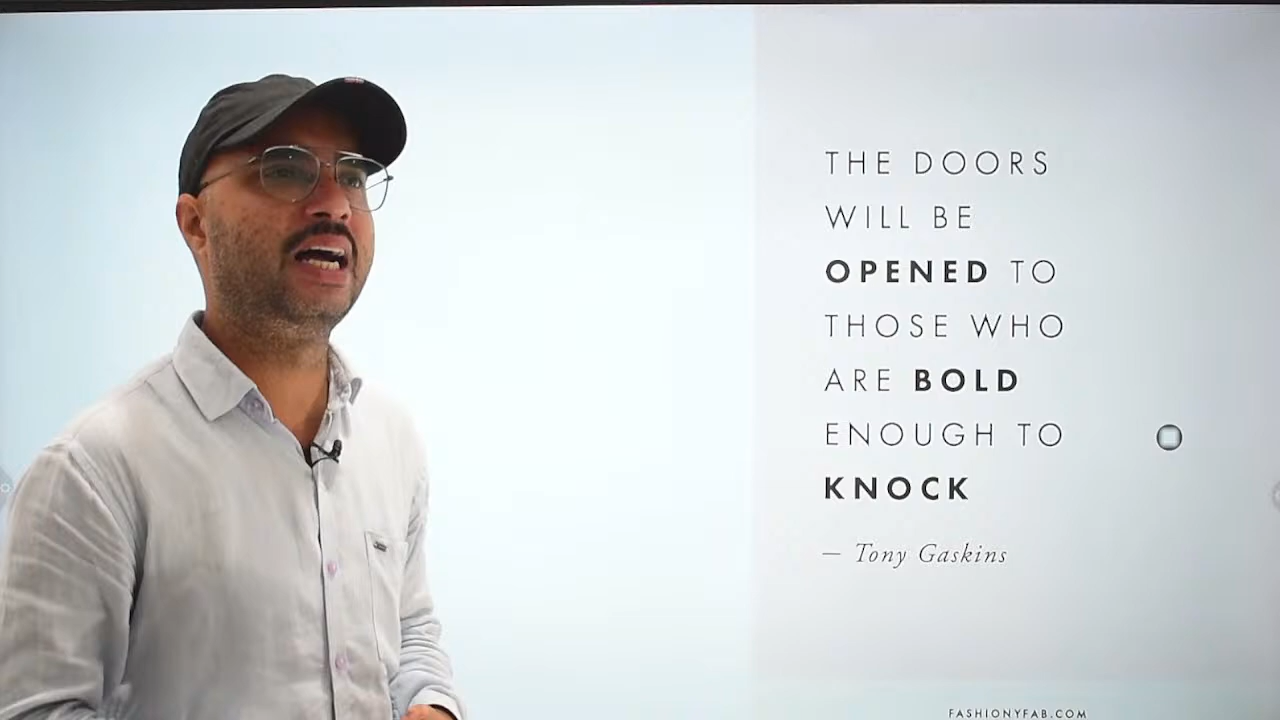 THE DOORS
WILL BE
OPENED TO
THOSE WHO
ARE BOLD
ENOUGH TO
KNOCK
— Tony Gaskins
FASHIONYFAB.COM